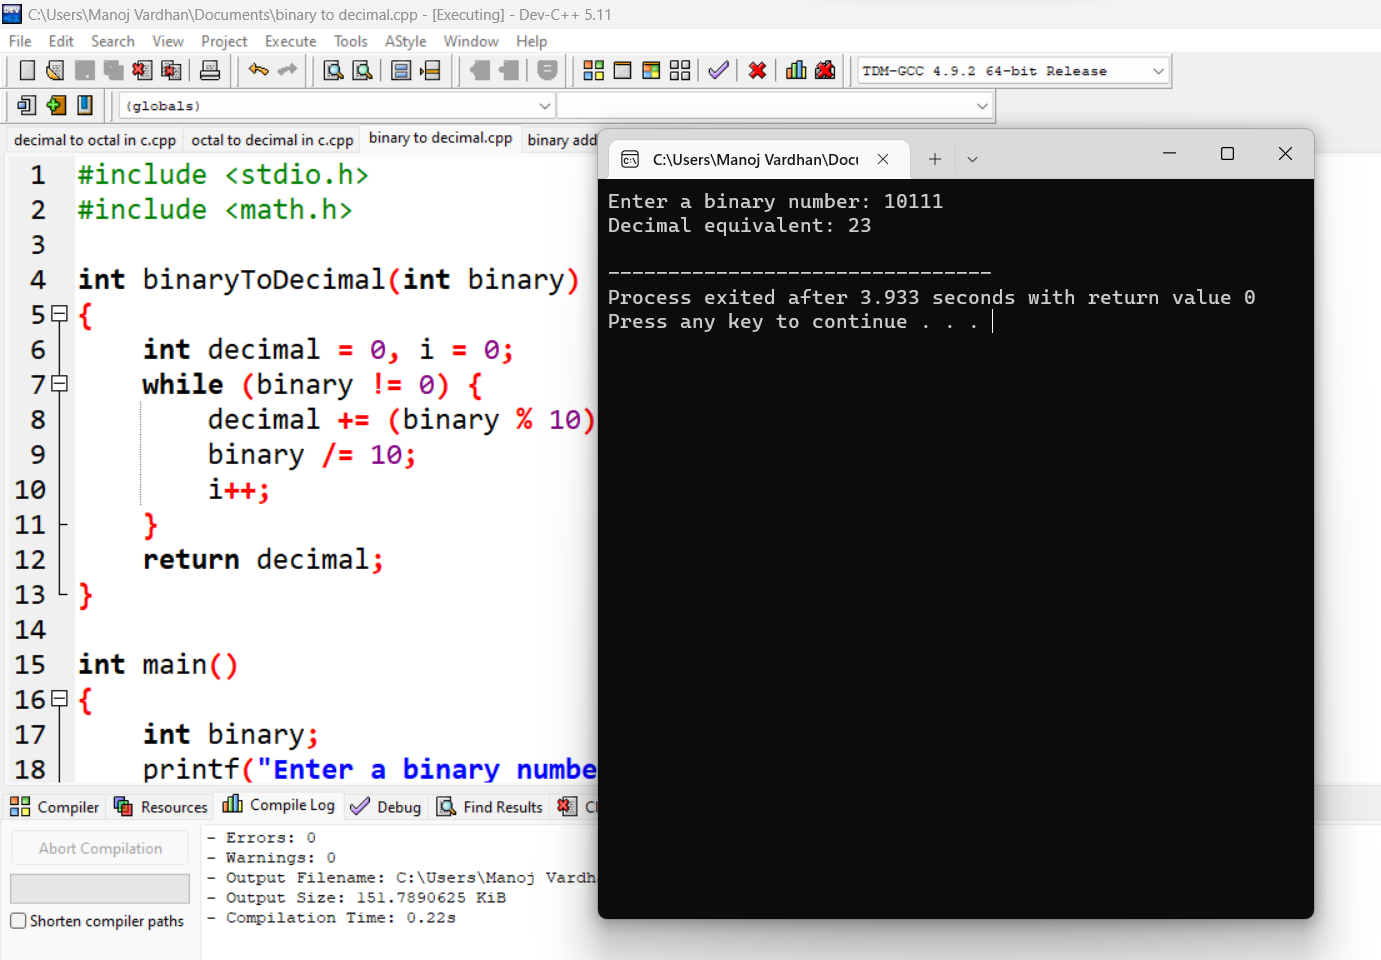 C:\Users\Manoj Vardhan\Documents\binary to decimal.cpp - [Executing] - Dev-C++ 5.11
File Edit Search View Project Execute Tools AStyle Window Help
TDM-GCC 4.9.2 64-bit Release
(globals)
decimal to octal in c.cpp octal to decimal in c.cpp binary to decimal.cpp binary add
C:\Users\Manoj Vardhan\Docu
Enter a binary number: 10111
Decimal equivalent: 23
--------------------------------
Process exited after 3.933 seconds with return value 0
Press any key to continue . . .
1 #include <stdio.h>
2 #include <math.h>
3
4 int binaryToDecimal(int binary)
5 {
6 int decimal = 0, i = 0;
7 while (binary != 0) {
8 decimal += (binary % 10)
9 binary /= 10;
10 i++;
11 }
12 return decimal;
13 }
14
15 int main()
16 {
17 int binary;
18 printf("Enter a binary numbe
Compiler Resources Compile Log Debug Find Results
Abort Compilation
Shorten compiler paths
- Errors: 0
- Warnings: 0
- Output Filename: C:\Users\Manoj Vardh
- Output Size: 151.7890625 KiB
- Compilation Time: 0.22s